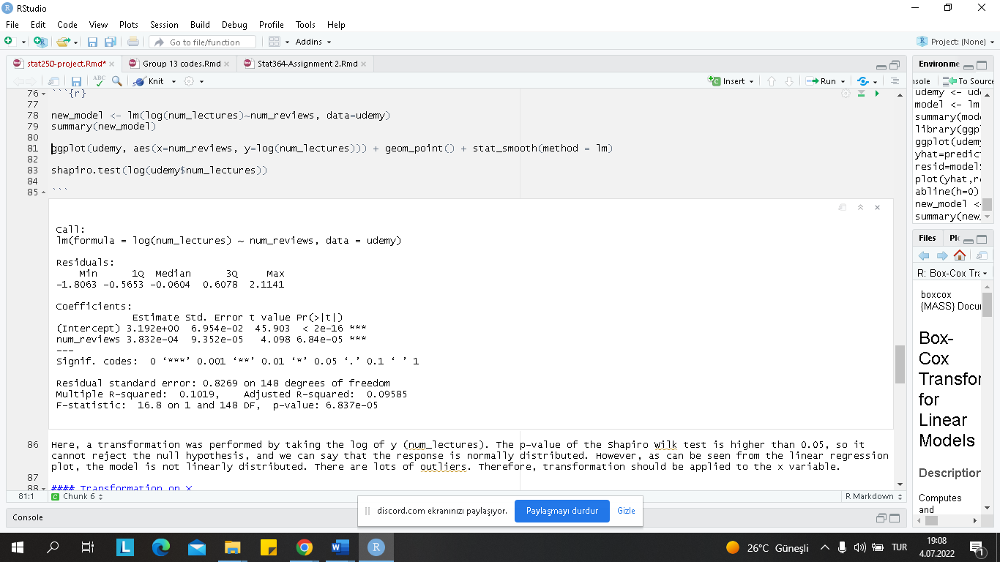 RStudio
File Edit Code View Plots Session Build Debug Profile Tools Help
Go to file/function Addins Project: (None)
stat250-project.Rmd* Group 13 codes.Rmd Stat364-Assignment 2.Rmd
ABC Knit Insert Run
76 ```{r}
77
78 new_model <- lm(log(num_lectures)~num_reviews, data=udemy)
79 summary(new_model)
80
81 ggplot(udemy, aes(x=num_reviews, y=log(num_lectures))) + geom_point() + stat_smooth(method = lm)
82
83 shapiro.test(log(udemy$num_lectures))
84
85 ```
Call:
lm(formula = log(num_lectures) ~ num_reviews, data = udemy)
Residuals:
Min 1Q Median 3Q Max
-1.8063 -0.5653 -0.0604 0.6078 2.1141
Coefficients:
Estimate Std. Error t value Pr(>|t|)
(Intercept) 3.192e+00 6.954e-02 45.903 < 2e-16 ***
num_reviews 3.832e-04 9.352e-05 4.098 6.84e-05 ***
---
Signif. codes: 0 ‘***’ 0.001 ‘**’ 0.01 ‘*’ 0.05 ‘.’ 0.1 ‘ ’ 1
Residual standard error: 0.8269 on 148 degrees of freedom
Multiple R-squared: 0.1019, Adjusted R-squared: 0.09585
F-statistic: 16.8 on 1 and 148 DF, p-value: 6.837e-05
86 Here, a transformation was performed by taking the log of y (num_lectures). The p-value of the Shapiro Wilk test is higher than 0.05, so it
cannot reject the null hypothesis, and we can say that the response is normally distributed. However, as can be seen from the linear regression
plot, the model is not linearly distributed. There are lots of outliers. Therefore, transformation should be applied to the x variable.
87
88 #### Transformation on X
81:1 Chunk 6 R Markdown
Console
Environme
nsole To Source
udemy <- ud
model <- lm
summary(mod
library(ggp
ggplot(udem
yhat=predic
resid=model$
plot(yhat,r
abline(h=0)
new_model <
summary(new_
Files Pl
R: Box-Cox Tra
boxcox
{MASS} Docu
Box-
Cox
Transfor
for
Linear
Models
Description
Computes
and
discord.com ekranınızı paylaşıyor. Paylaşmayı durdur Gizle
26°C Güneşli TUR 19:08
4.07.2022
1